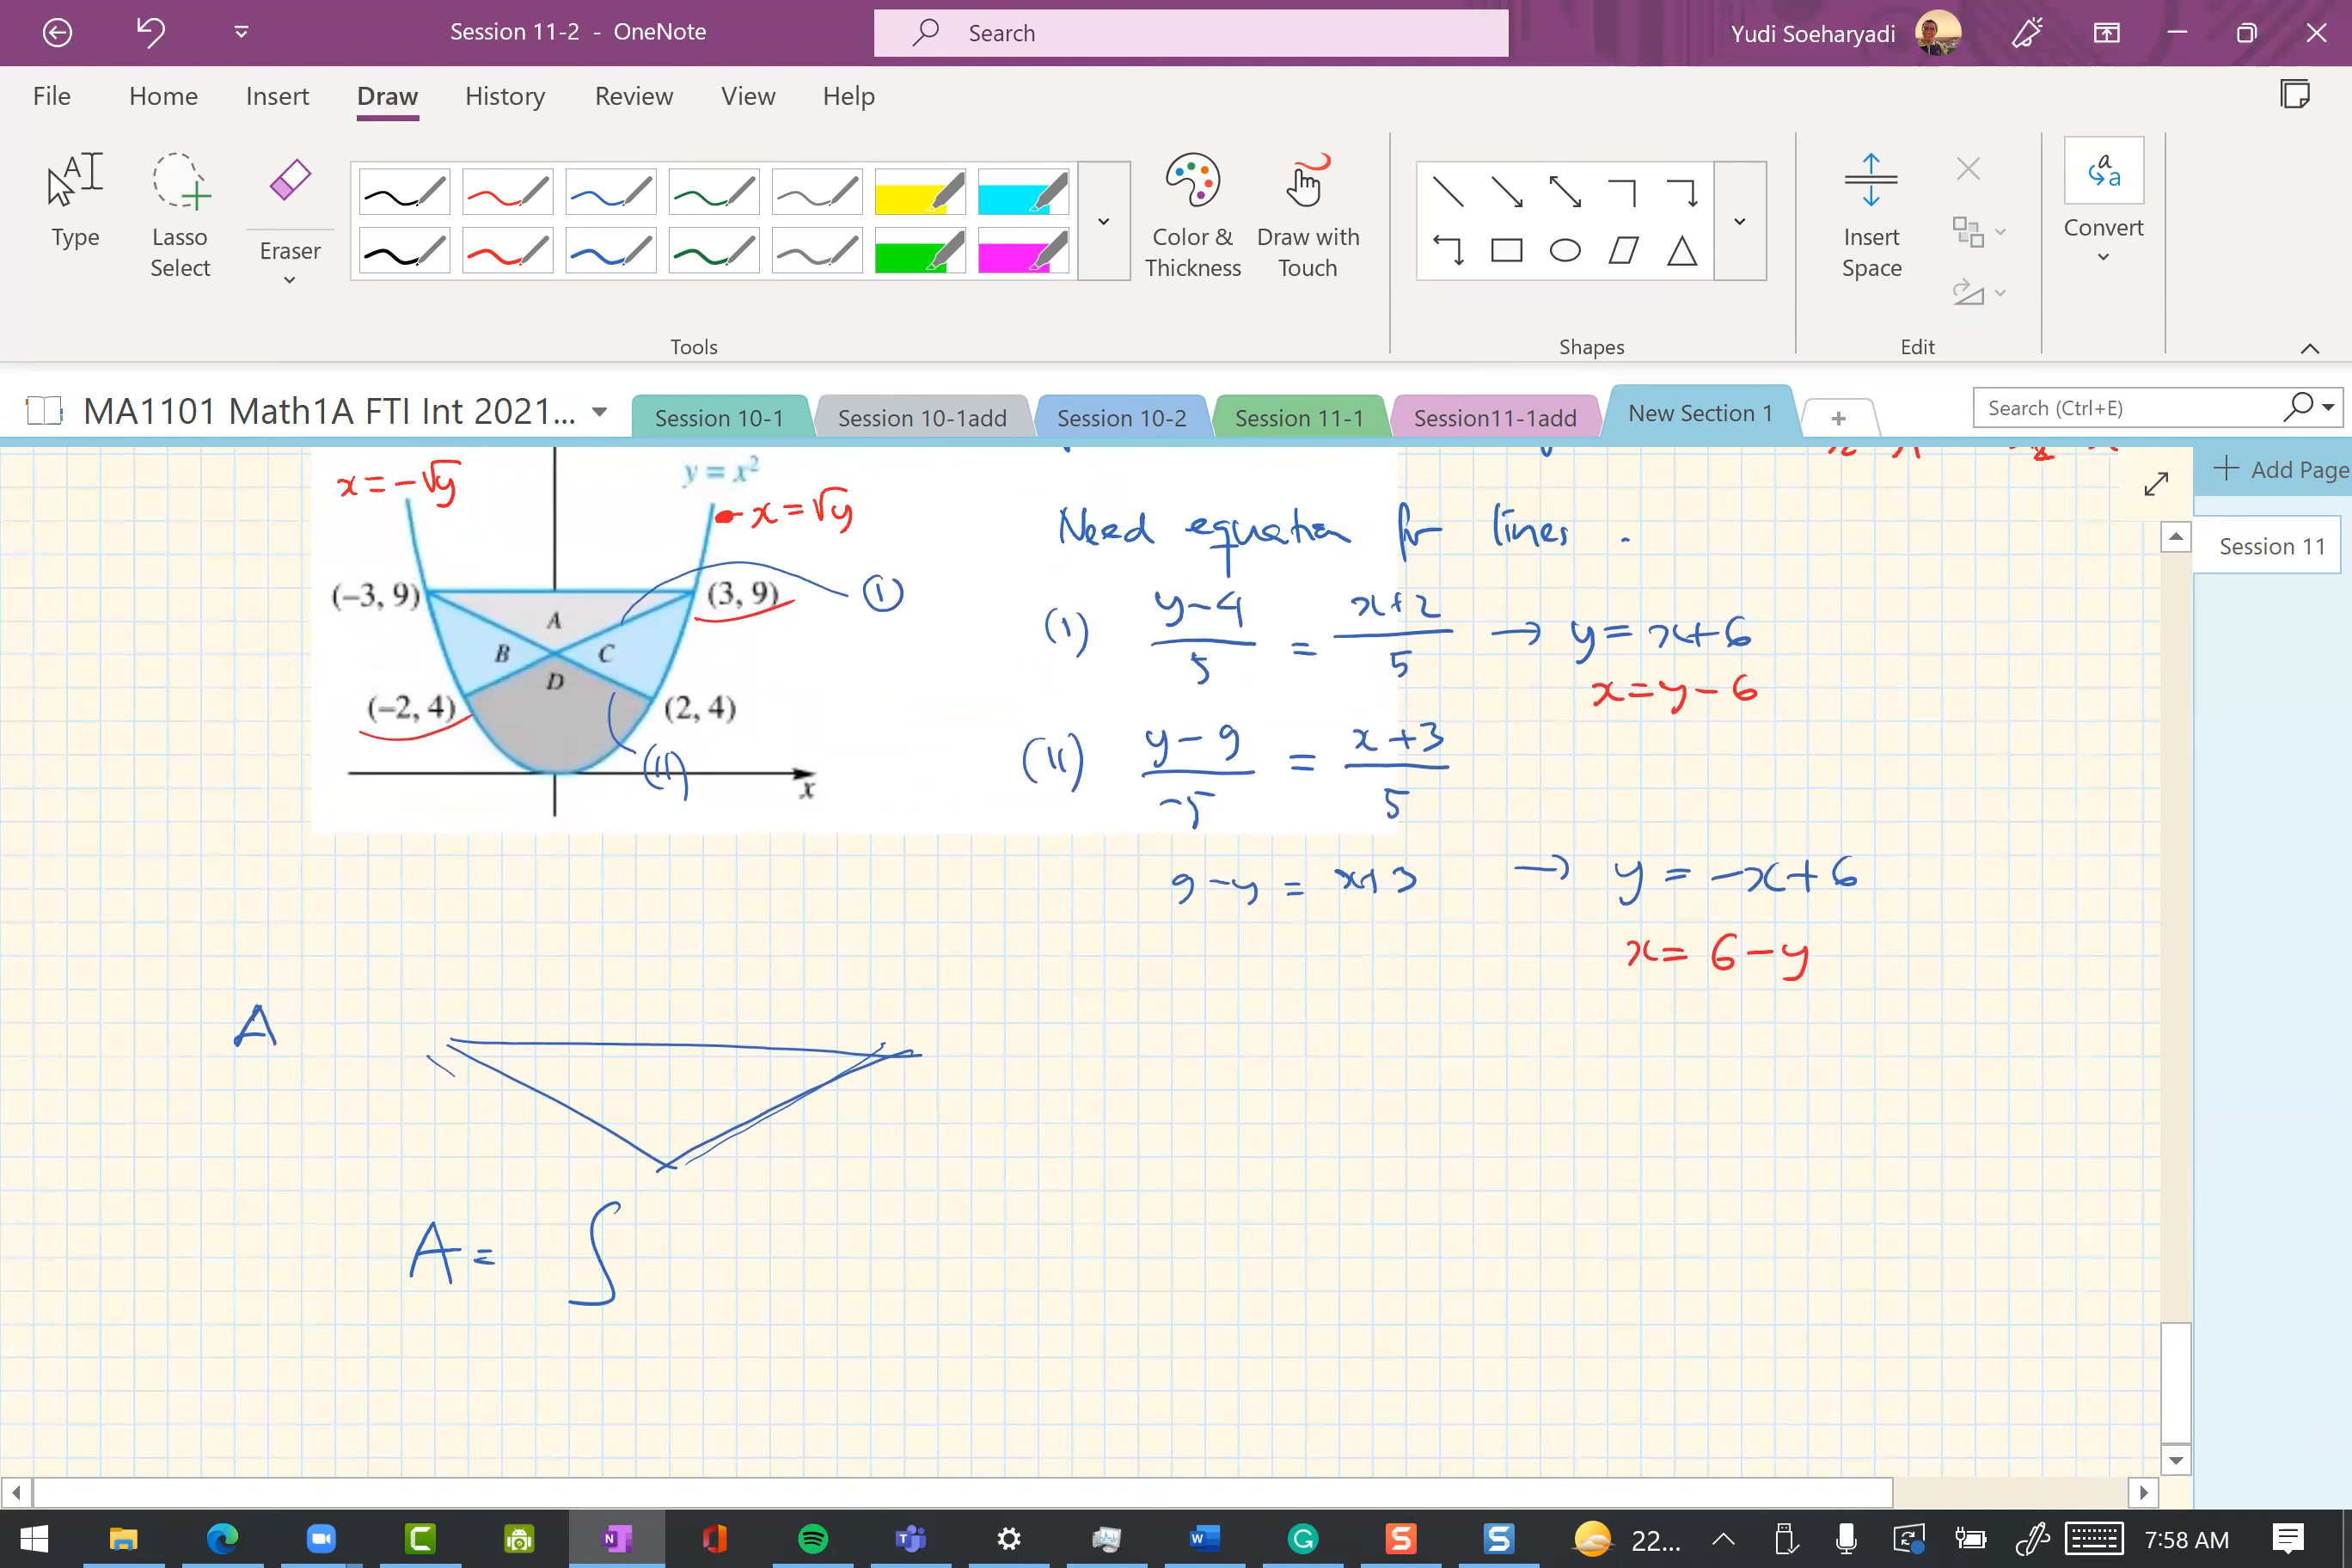 Session 11-2 - OneNote
Search
Yudi Soeharyadi
File Home Insert Draw History Review View Help
Type
Lasso Select
Eraser
Color & Thickness
Draw with Touch
Insert Space
Convert
Tools
Shapes
Edit
MA1101 Math1A FTI Int 2021...
Session 10-1
Session 10-1add
Session 10-2
Session 11-1
Session11-1add
New Section 1
Search (Ctrl+E)
Add Page
Session 11
x = -√y
y = x²
x = √y
(-3, 9)
(3, 9)
A
B
C
D
(-2, 4)
(2, 4)
x
(I)
(II)
Need equation for lines.
(I) (y-4)/5 = (x+2)/5 → y = x+6
x = y-6
(II) (y-9)/-5 = (x+3)/5
9-y = x+3 → y = -x+6
x = 6-y
A
A = ∫
22...
7:58 AM